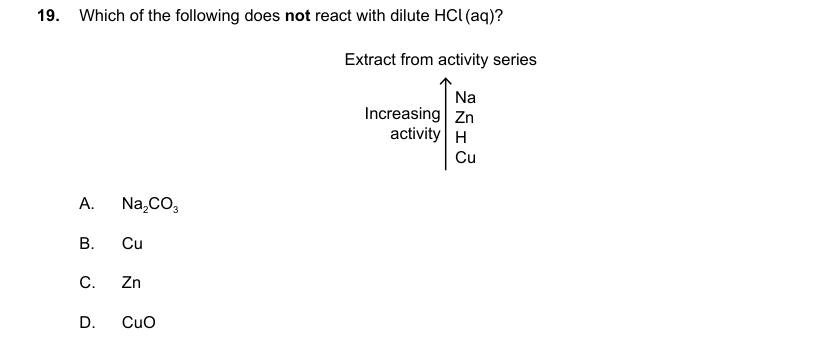 19. Which of the following does not react with dilute HCl (aq)?
Extract from activity series
Na
Increasing Zn
activity H
Cu
A. Na₂CO₃
B. Cu
C. Zn
D. CuO